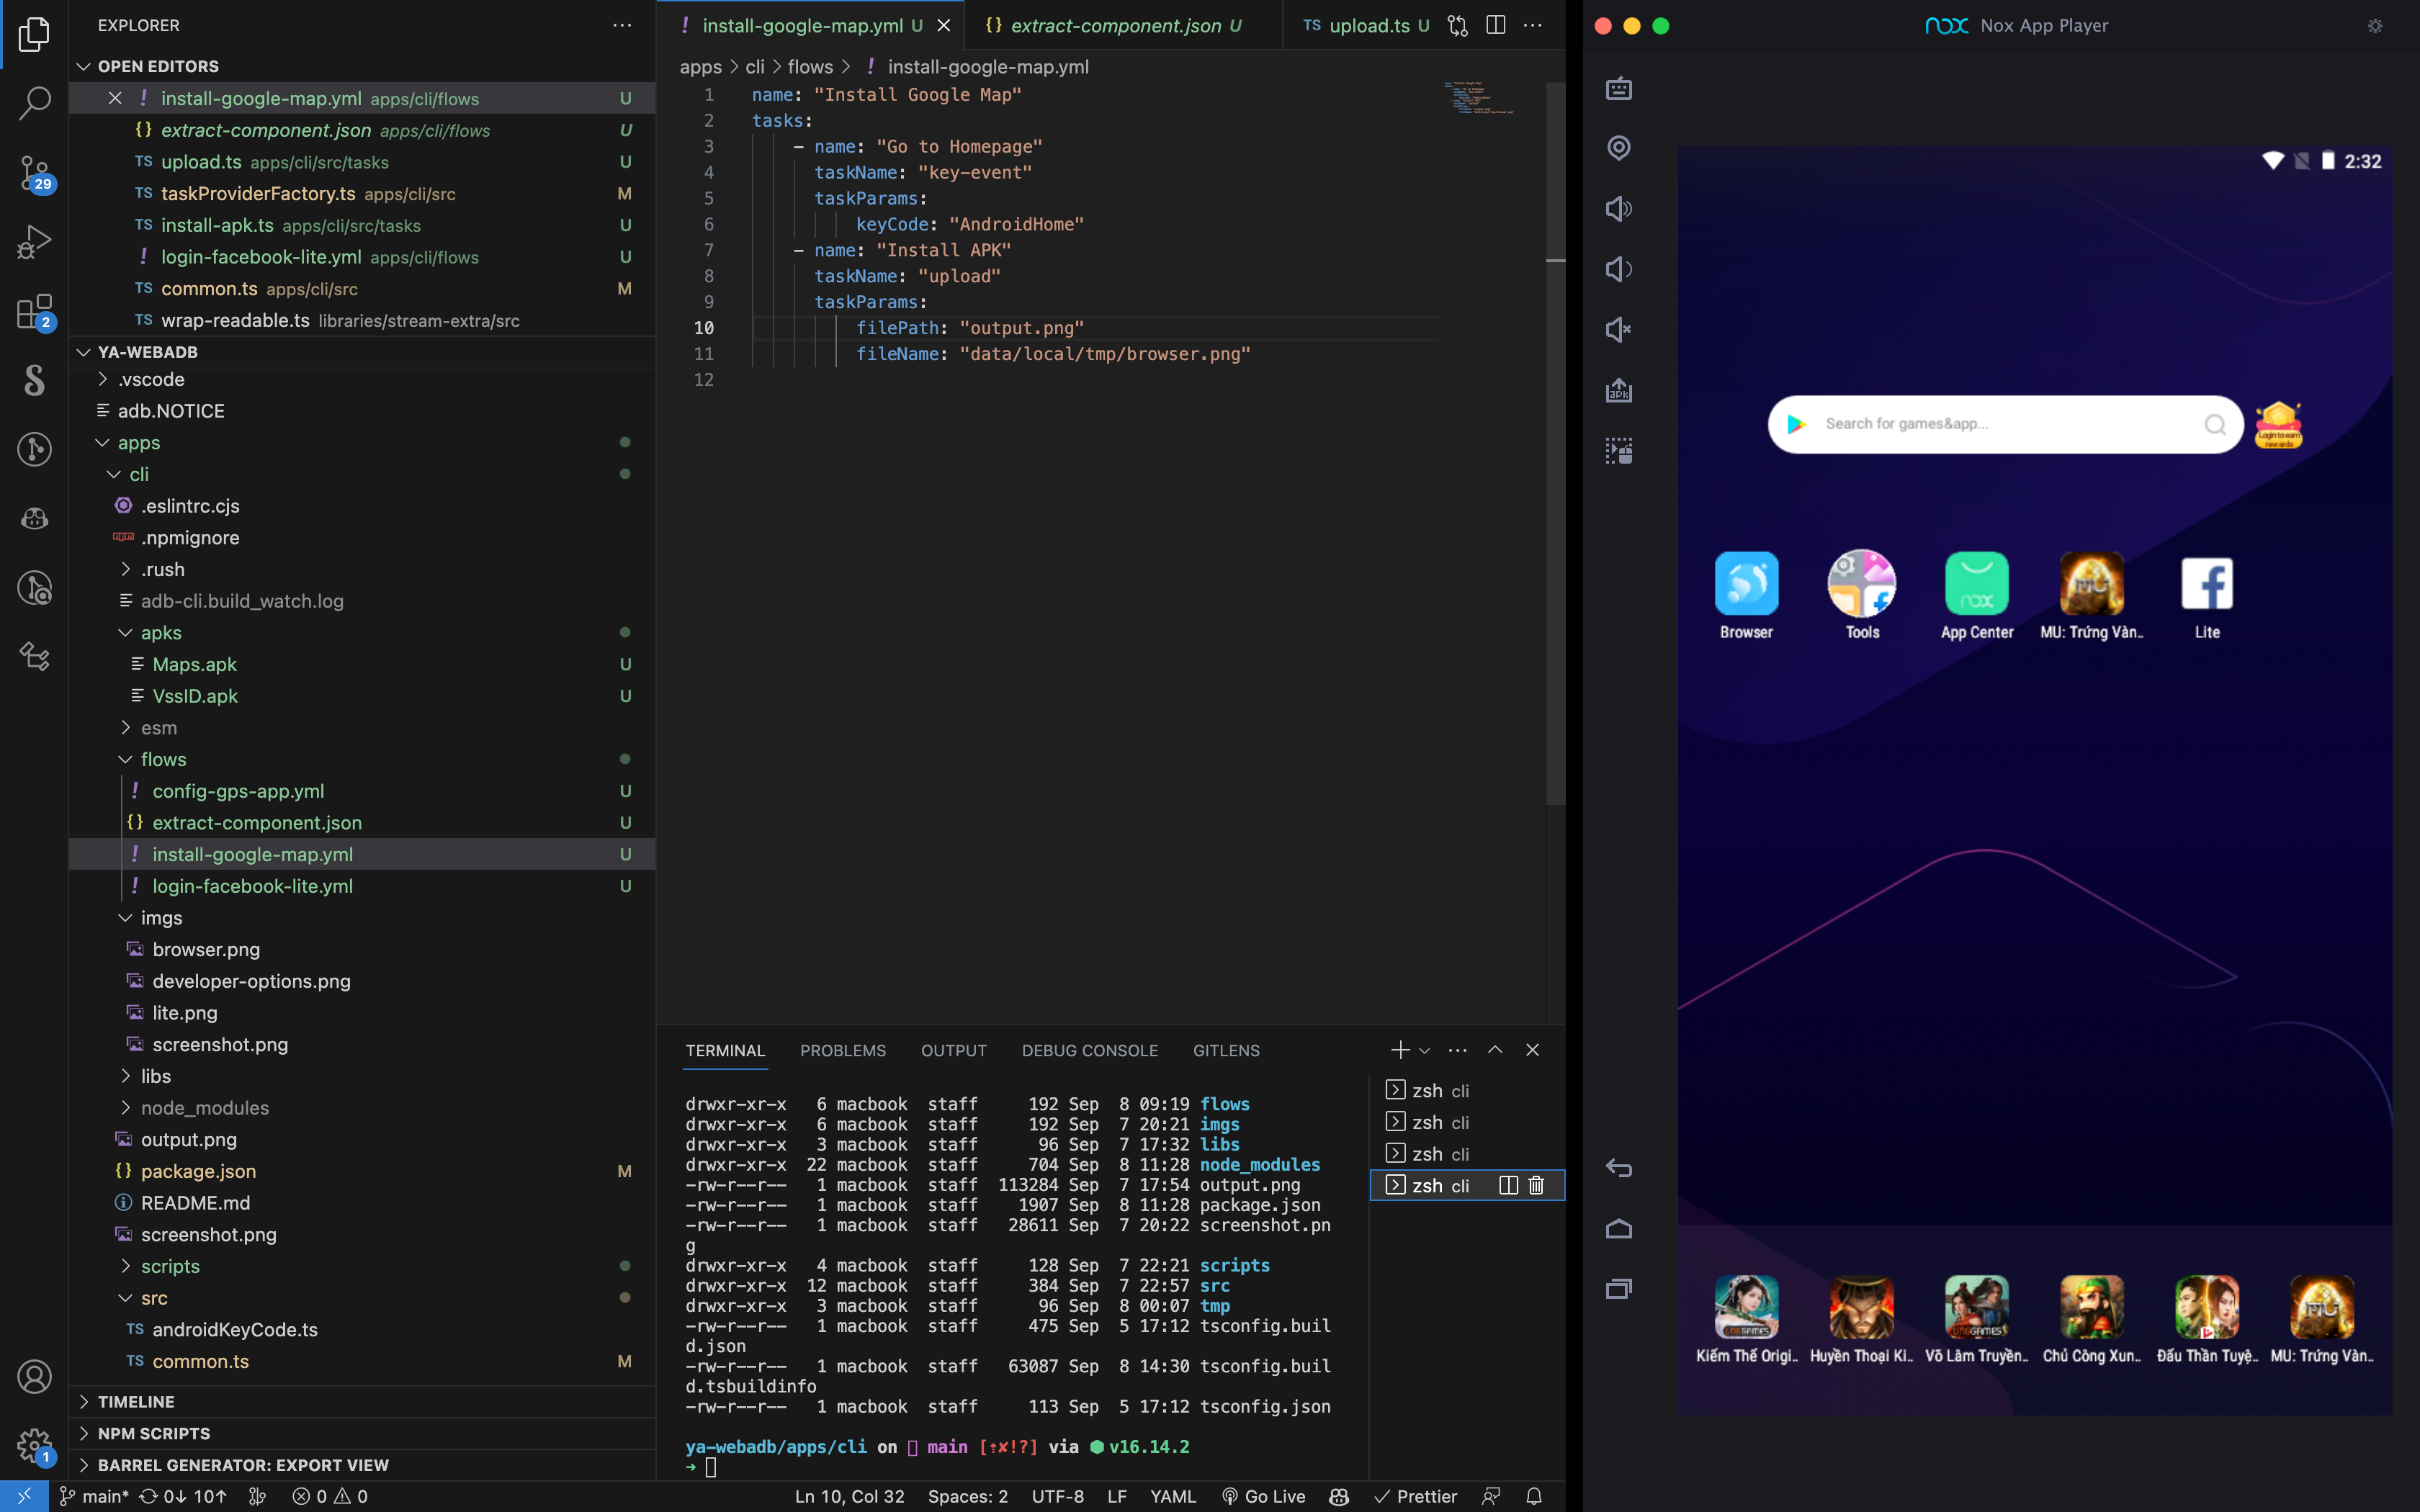 EXPLORER
OPEN EDITORS
install-google-map.yml apps/cli/flows U
{} extract-component.json apps/cli/flows U
TS upload.ts apps/cli/src/tasks U
TS taskProviderFactory.ts apps/cli/src M
TS install-apk.ts apps/cli/src/tasks U
! login-facebook-lite.yml apps/cli/flows U
TS common.ts apps/cli/src M
TS wrap-readable.ts libraries/stream-extra/src
29
2
YA-WEBADB
.vscode
adb.NOTICE
apps
cli
.eslintrc.cjs
.npmignore
.rush
adb-cli.build_watch.log
apks
Maps.apk U
VssID.apk U
esm
flows
! config-gps-app.yml U
{} extract-component.json U
! install-google-map.yml U
! login-facebook-lite.yml U
imgs
browser.png
developer-options.png
lite.png
screenshot.png
libs
node_modules
output.png
{} package.json M
README.md
screenshot.png
scripts
src
TS androidKeyCode.ts
TS common.ts M
TIMELINE
NPM SCRIPTS
BARREL GENERATOR: EXPORT VIEW
1
! install-google-map.yml U
{} extract-component.json U
TS upload.ts U
apps > cli > flows > ! install-google-map.yml
1 name: "Install Google Map"
2 tasks:
3 - name: "Go to Homepage"
4 taskName: "key-event"
5 taskParams:
6 keyCode: "AndroidHome"
7 - name: "Install APK"
8 taskName: "upload"
9 taskParams:
10 filePath: "output.png"
11 fileName: "data/local/tmp/browser.png"
12
TERMINAL PROBLEMS OUTPUT DEBUG CONSOLE GITLENS
drwxr-xr-x 6 macbook staff 192 Sep 8 09:19 flows
drwxr-xr-x 6 macbook staff 192 Sep 7 20:21 imgs
drwxr-xr-x 3 macbook staff 96 Sep 7 17:32 libs
drwxr-xr-x 22 macbook staff 704 Sep 8 11:28 node_modules
-rw-r--r-- 1 macbook staff 113284 Sep 7 17:54 output.png
-rw-r--r-- 1 macbook staff 1907 Sep 8 11:28 package.json
-rw-r--r-- 1 macbook staff 28611 Sep 7 20:22 screenshot.pn
g
drwxr-xr-x 4 macbook staff 128 Sep 7 22:21 scripts
drwxr-xr-x 12 macbook staff 384 Sep 7 22:57 src
drwxr-xr-x 3 macbook staff 96 Sep 8 00:07 tmp
-rw-r--r-- 1 macbook staff 475 Sep 5 17:12 tsconfig.buil
d.json
-rw-r--r-- 1 macbook staff 63087 Sep 8 14:30 tsconfig.buil
d.tsbuildinfo
-rw-r--r-- 1 macbook staff 113 Sep 5 17:12 tsconfig.json
ya-webadb/apps/cli on main [⇡✘!?] via v16.14.2
→
zsh cli
zsh cli
zsh cli
zsh cli
main* 0↓ 10↑ 0 0
Ln 10, Col 32 Spaces: 2 UTF-8 LF YAML Go Live Prettier
nox Nox App Player
2:32
Search for games&app...
Login to earn
rewards
apk
nox
MU
Browser Tools App Center MU: Trứng Vàn.. Lite
GAMES
GAMES
MU
Kiếm Thế Origi.. Huyền Thoại Ki.. Võ Lâm Truyền.. Chủ Công Xun.. Đấu Thần Tuyệ.. MU: Trứng Vàn..